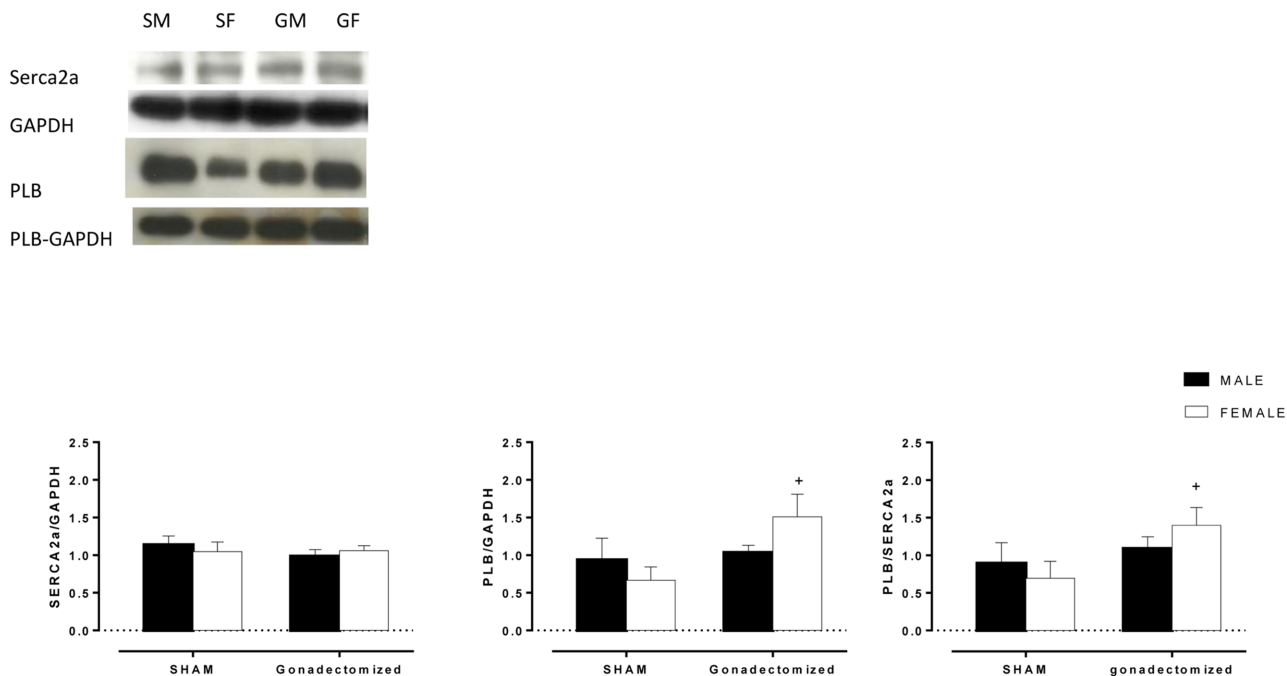 SM SF GM GF
Serca2a
GAPDH
PLB
PLB-GAPDH
MALE
FEMALE
SERCA2a/GAPDH
2.5
2.0
1.5
1.0
0.5
0.0
SHAM Gonadectomized
PLB/GAPDH
2.5
2.0
1.5
1.0
0.5
0.0
+
SHAM Gonadectomized
PLB/SERCA2a
2.5
2.0
1.5
1.0
0.5
0.0
+
SHAM gonadectomized